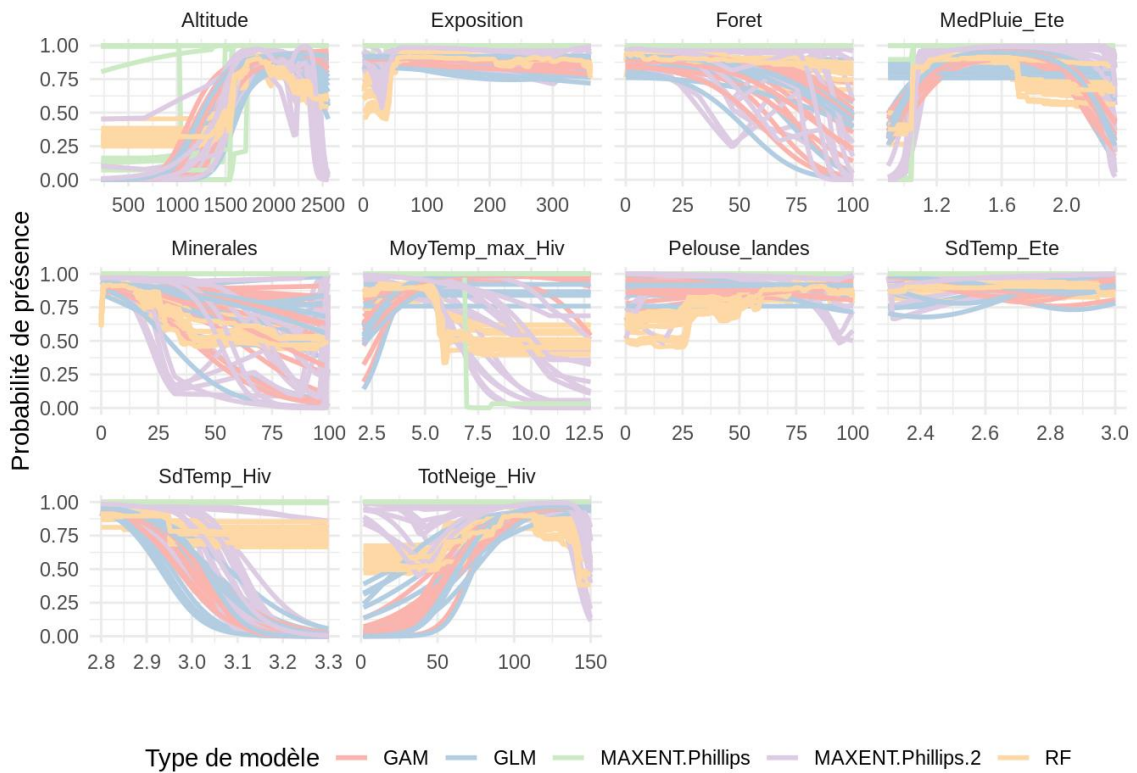 Altitude Exposition Foret MedPluie_Ete
1.00
0.75
0.50
0.25
0.00
500 1000 1500 2000 2500 0 100 200 300 0 25 50 75 100 1.2 1.6 2.0
Minerales MoyTemp_max_Hiv Pelouse_landes SdTemp_Ete
Probabilité de présence
1.00
0.75
0.50
0.25
0.00
0 25 50 75 100 2.5 5.0 7.5 10.0 12.5 0 25 50 75 100 2.4 2.6 2.8 3.0
SdTemp_Hiv TotNeige_Hiv
1.00
0.75
0.50
0.25
0.00
2.8 2.9 3.0 3.1 3.2 3.3 0 50 100 150
Type de modèle GAM GLM MAXENT.Phillips MAXENT.Phillips.2 RF